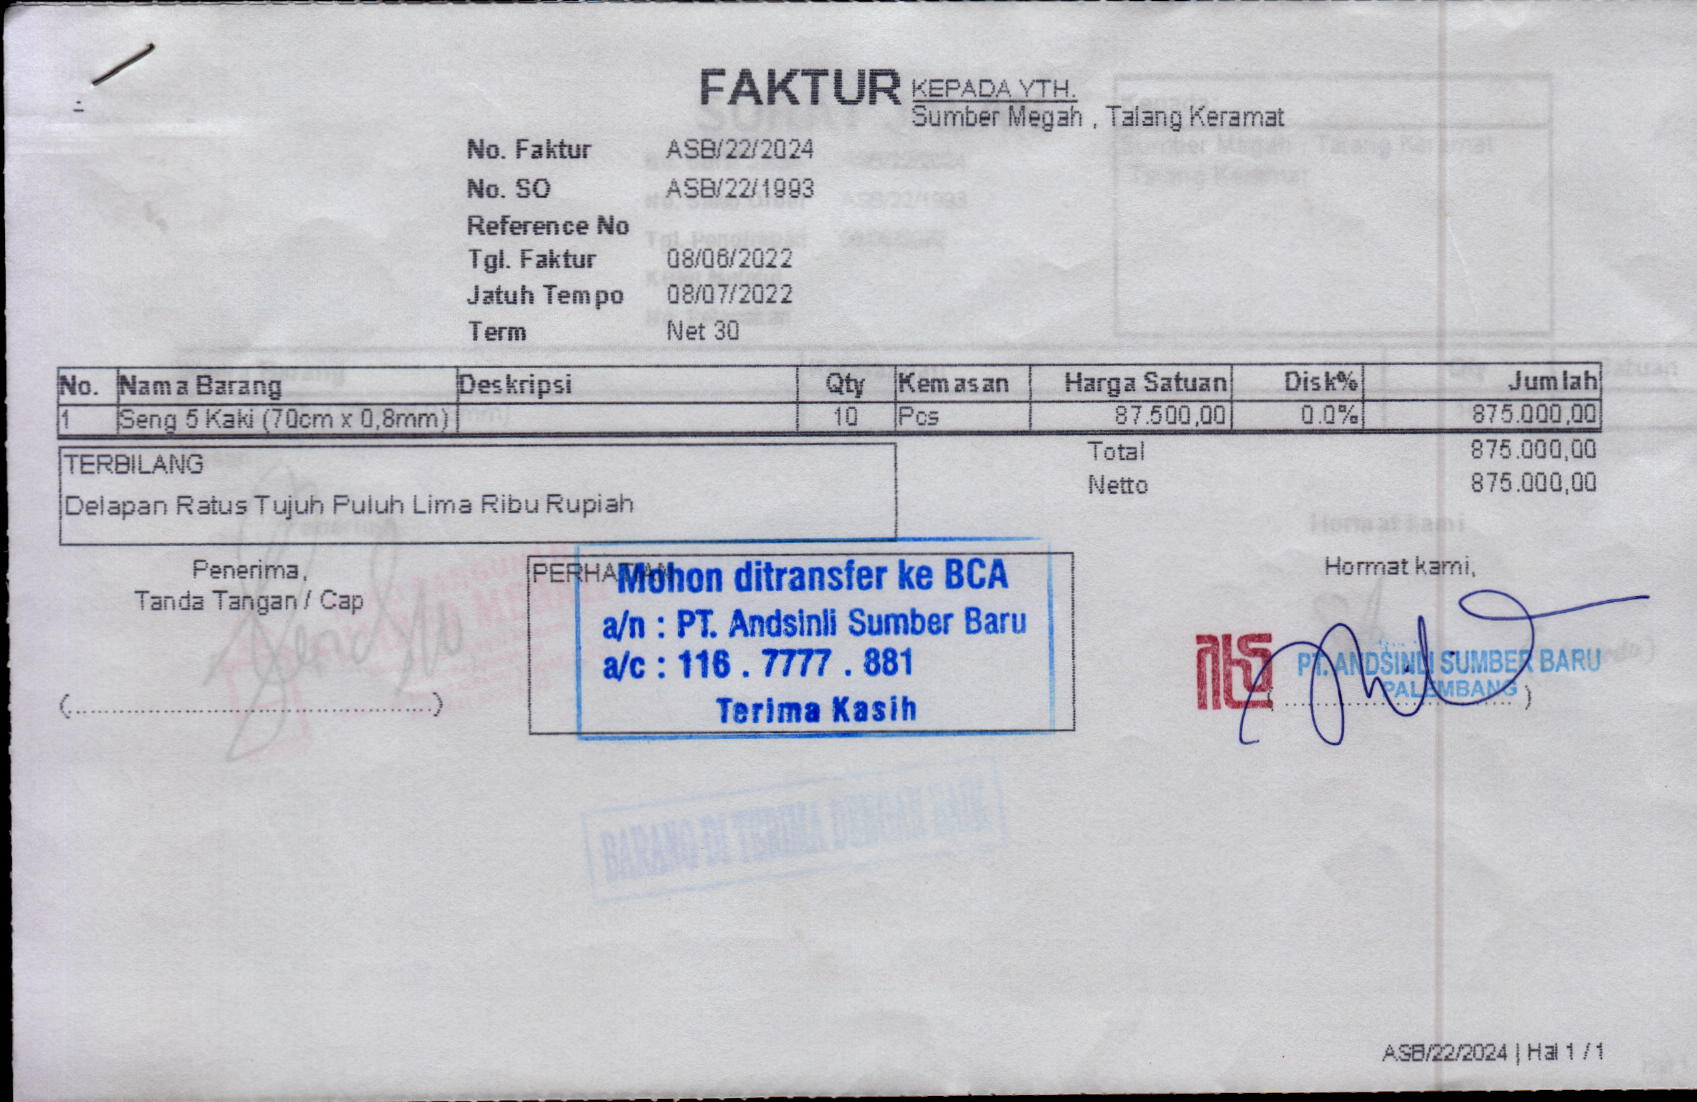 FAKTUR
KEPADA YTH.
Sumber Megah , Talang Keramat
No. Faktur ASB/22/2024
No. SO ASB/22/1993
Reference No
Tgl. Faktur 08/06/2022
Jatuh Tempo 08/07/2022
Term Net 30
No. Nama Barang Deskripsi Qty Kemasan Harga Satuan Disk% Jumlah
1 Seng 5 Kaki (70cm x 0,8mm) 10 Pcs 87.500,00 0.0% 875.000,00
Total 875.000,00
Netto 875.000,00
TERBILANG
Delapan Ratus Tujuh Puluh Lima Ribu Rupiah
Penerima,
Tanda Tangan / Cap
(.......................................................)
PERHATIAN
Mohon ditransfer ke BCA
a/n : PT. Andsinli Sumber Baru
a/c : 116 . 7777 . 881
Terima Kasih
Hormat kami,
PT. ANDSINLI SUMBER BARU
PALEMBANG
BARANG DI TERIMA DENGAN BAIK
ASB/22/2024 | Hal 1 / 1